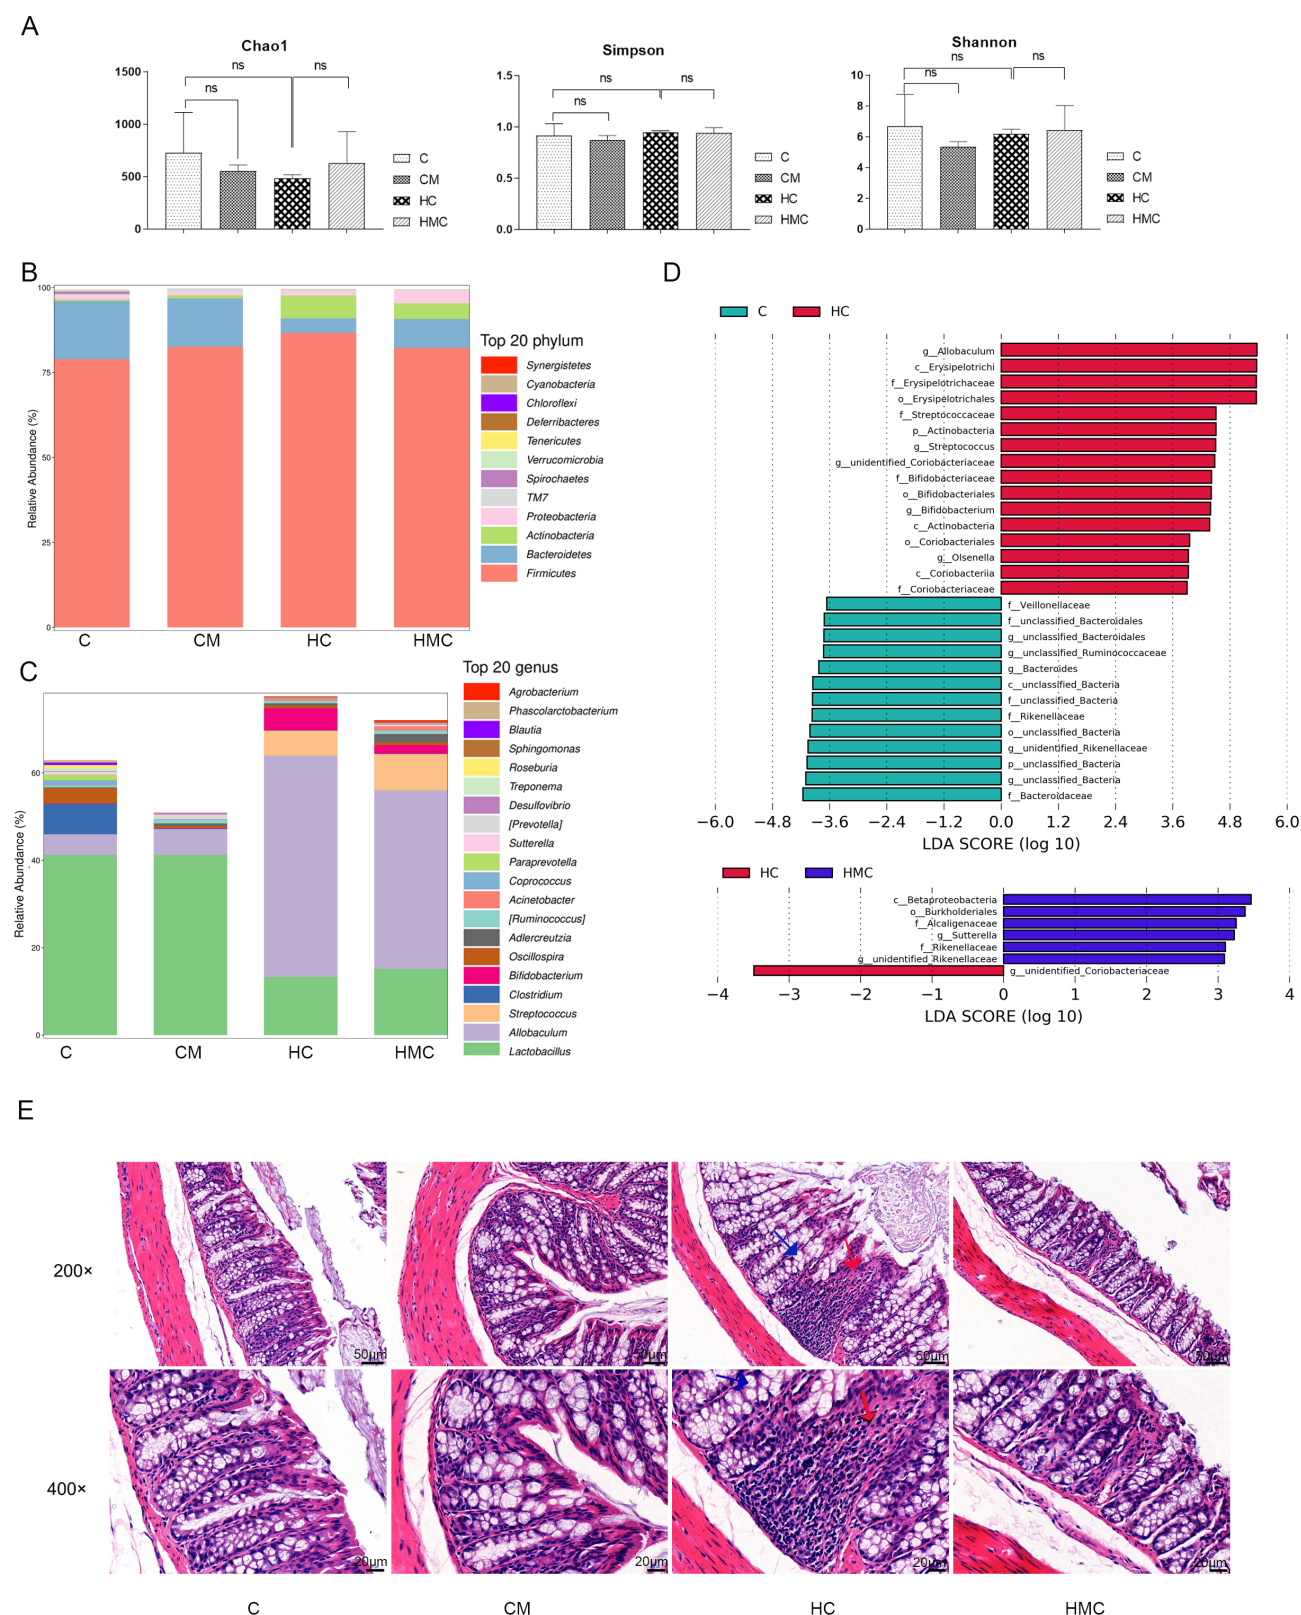 A
Chao1
ns
ns
ns
1500
1000
500
0
C
CM
HC
HMC
Simpson
ns
ns
ns
1.5
1.0
0.5
0.0
C
CM
HC
HMC
Shannon
ns
ns
ns
10
8
6
4
2
0
C
CM
HC
HMC
B
Relative Abundance (%)
100
75
50
25
0
C
CM
HC
HMC
Top 20 phylum
Synergistetes
Cyanobacteria
Chloroflexi
Deferribacteres
Tenericutes
Verrucomicrobia
Spirochaetes
TM7
Proteobacteria
Actinobacteria
Bacteroidetes
Firmicutes
C
Relative Abundance (%)
60
40
20
0
C
CM
HC
HMC
Top 20 genus
Agrobacterium
Phascolarctobacterium
Blautia
Sphingomonas
Roseburia
Treponema
Desulfovibrio
[Prevotella]
Sutterella
Paraprevotella
Coprococcus
Acinetobacter
[Ruminococcus]
Adlercreutzia
Oscillospira
Bifidobacterium
Clostridium
Streptococcus
Allobaculum
Lactobacillus
D
C
HC
g__Allobaculum
c__Erysipelotrichi
f__Erysipelotrichaceae
o__Erysipelotrichales
f__Streptococcaceae
p__Actinobacteria
g__Streptococcus
g__unidentified_Coriobacteriaceae
f__Bifidobacteriaceae
o__Bifidobacteriales
g__Bifidobacterium
c__Actinobacteria
o__Coriobacteriales
g__Olsenella
c__Coriobacteriia
f__Coriobacteriaceae
f__Veillonellaceae
f__unclassified_Bacteroidales
g__unclassified_Bacteroidales
g__unclassified_Ruminococcaceae
g__Bacteroides
c__unclassified_Bacteria
f__unclassified_Bacteria
f__Rikenellaceae
o__unclassified_Bacteria
g__unidentified_Rikenellaceae
p__unclassified_Bacteria
g__unclassified_Bacteria
f__Bacteroidaceae
−6.0 −4.8 −3.6 −2.4 −1.2 0.0 1.2 2.4 3.6 4.8 6.0
LDA SCORE (log 10)
HC
HMC
c__Betaproteobacteria
o__Burkholderiales
f__Alcaligenaceae
g__Sutterella
f__Rikenellaceae
g__unidentified_Rikenellaceae
g__unidentified_Coriobacteriaceae
−4 −3 −2 −1 0 1 2 3 4
LDA SCORE (log 10)
E
200×
50μm
50μm
50μm
50μm
400×
20μm
20μm
20μm
20μm
C
CM
HC
HMC